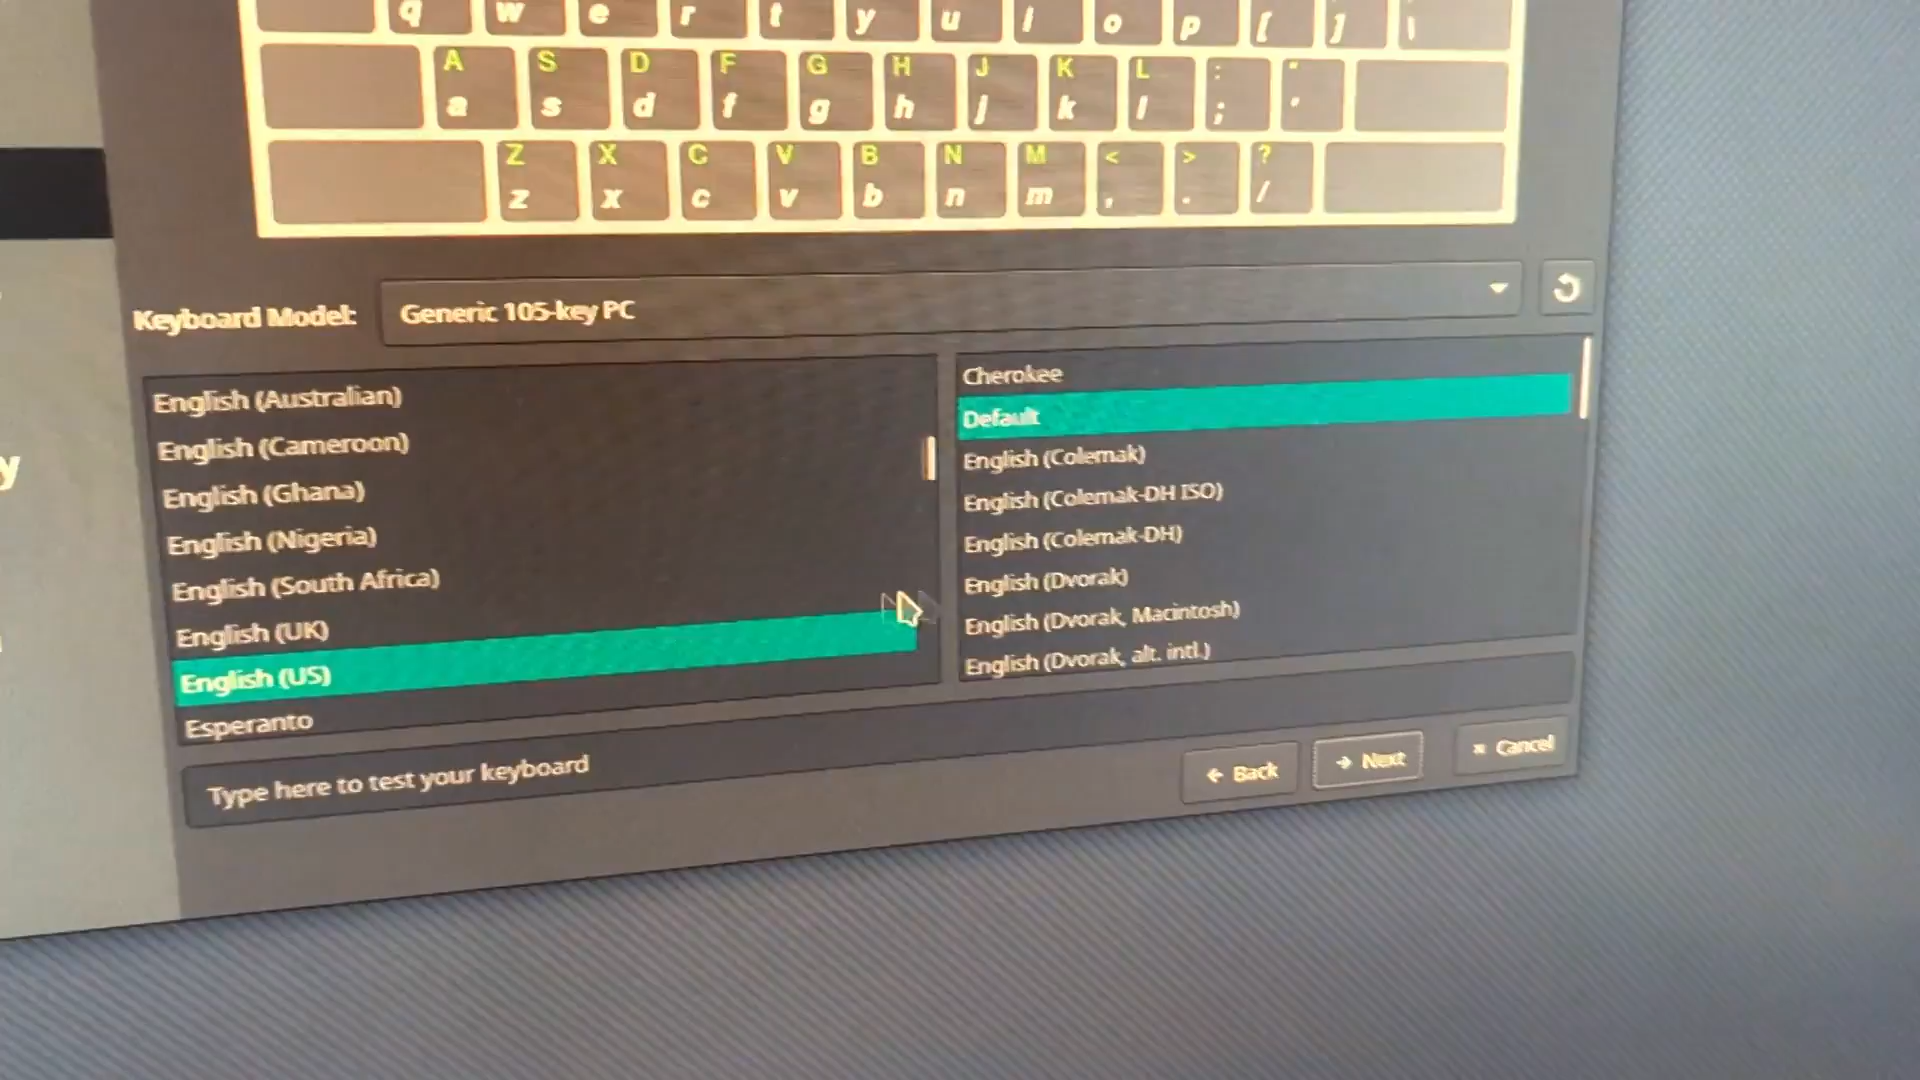 q w e r t y u i o p [ ] \
A S D F G H J K L : "
a s d f g h j k l ; '
Z X C V B N M < > ?
z x c v b n m , . /
Keyboard Model: Generic 105-key PC
English (Australian)
English (Cameroon)
English (Ghana)
English (Nigeria)
English (South Africa)
English (UK)
English (US)
Esperanto
Cherokee
Default
English (Colemak)
English (Colemak-DH ISO)
English (Colemak-DH)
English (Dvorak)
English (Dvorak, Macintosh)
English (Dvorak, alt. intl.)
Type here to test your keyboard
Back
Next
Cancel
y